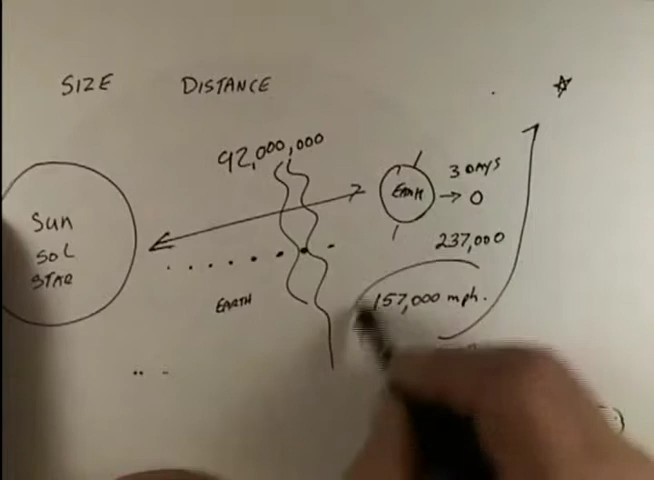 SIZE DISTANCE
92,000,000
EARTH
3 DAYS
0
237,000
157,000 mph.
Sun
SOL
STAR
EARTH